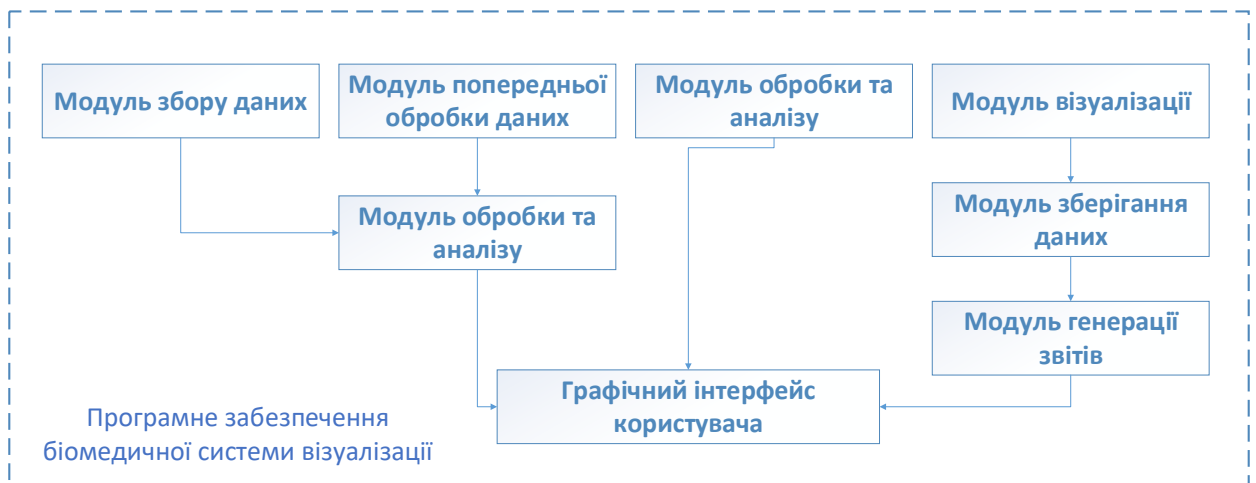 Модуль збору даних
Модуль попередньої
обробки даних
Модуль обробки та
аналізу
Модуль візуалізації
Модуль обробки та
аналізу
Модуль зберігання
даних
Модуль генерації
звітів
Графічний інтерфейс
користувача
Програмне забезпечення
біомедичної системи візуалізації